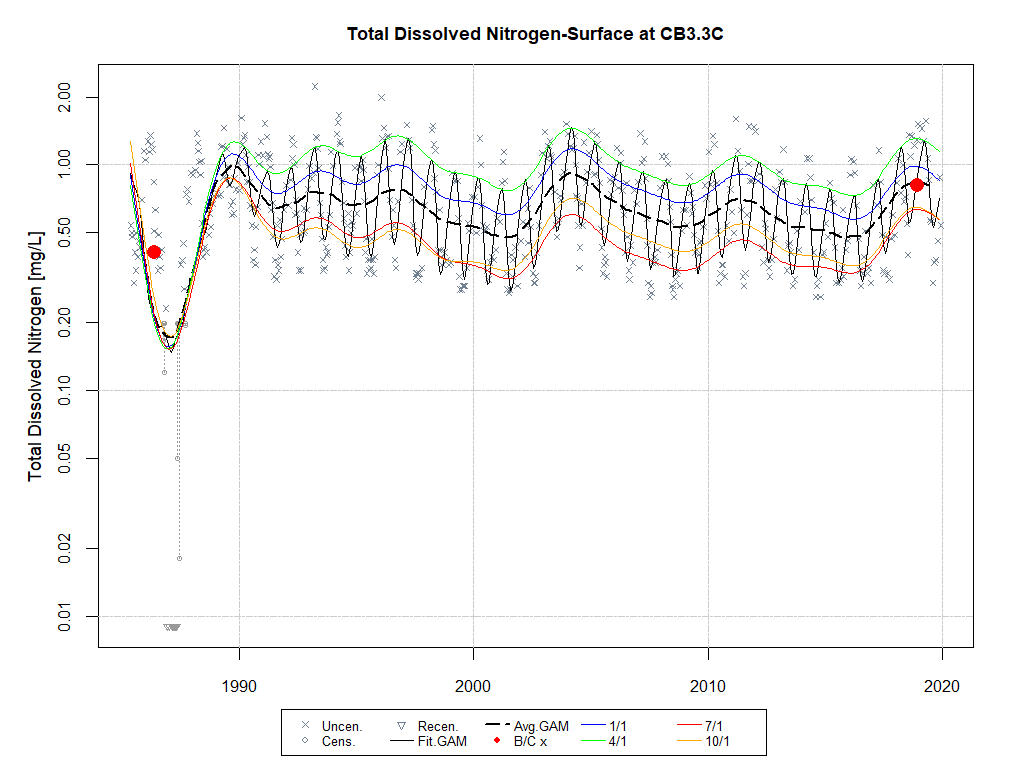 Total Dissolved Nitrogen-Surface at CB3.3C
Total Dissolved Nitrogen [mg/L]
2.00
1.00
0.50
0.20
0.10
0.05
0.02
0.01
1990 2000 2010 2020
Uncen. Recen. Avg.GAM 1/1 7/1
Cens. Fit.GAM B/C x 4/1 10/1